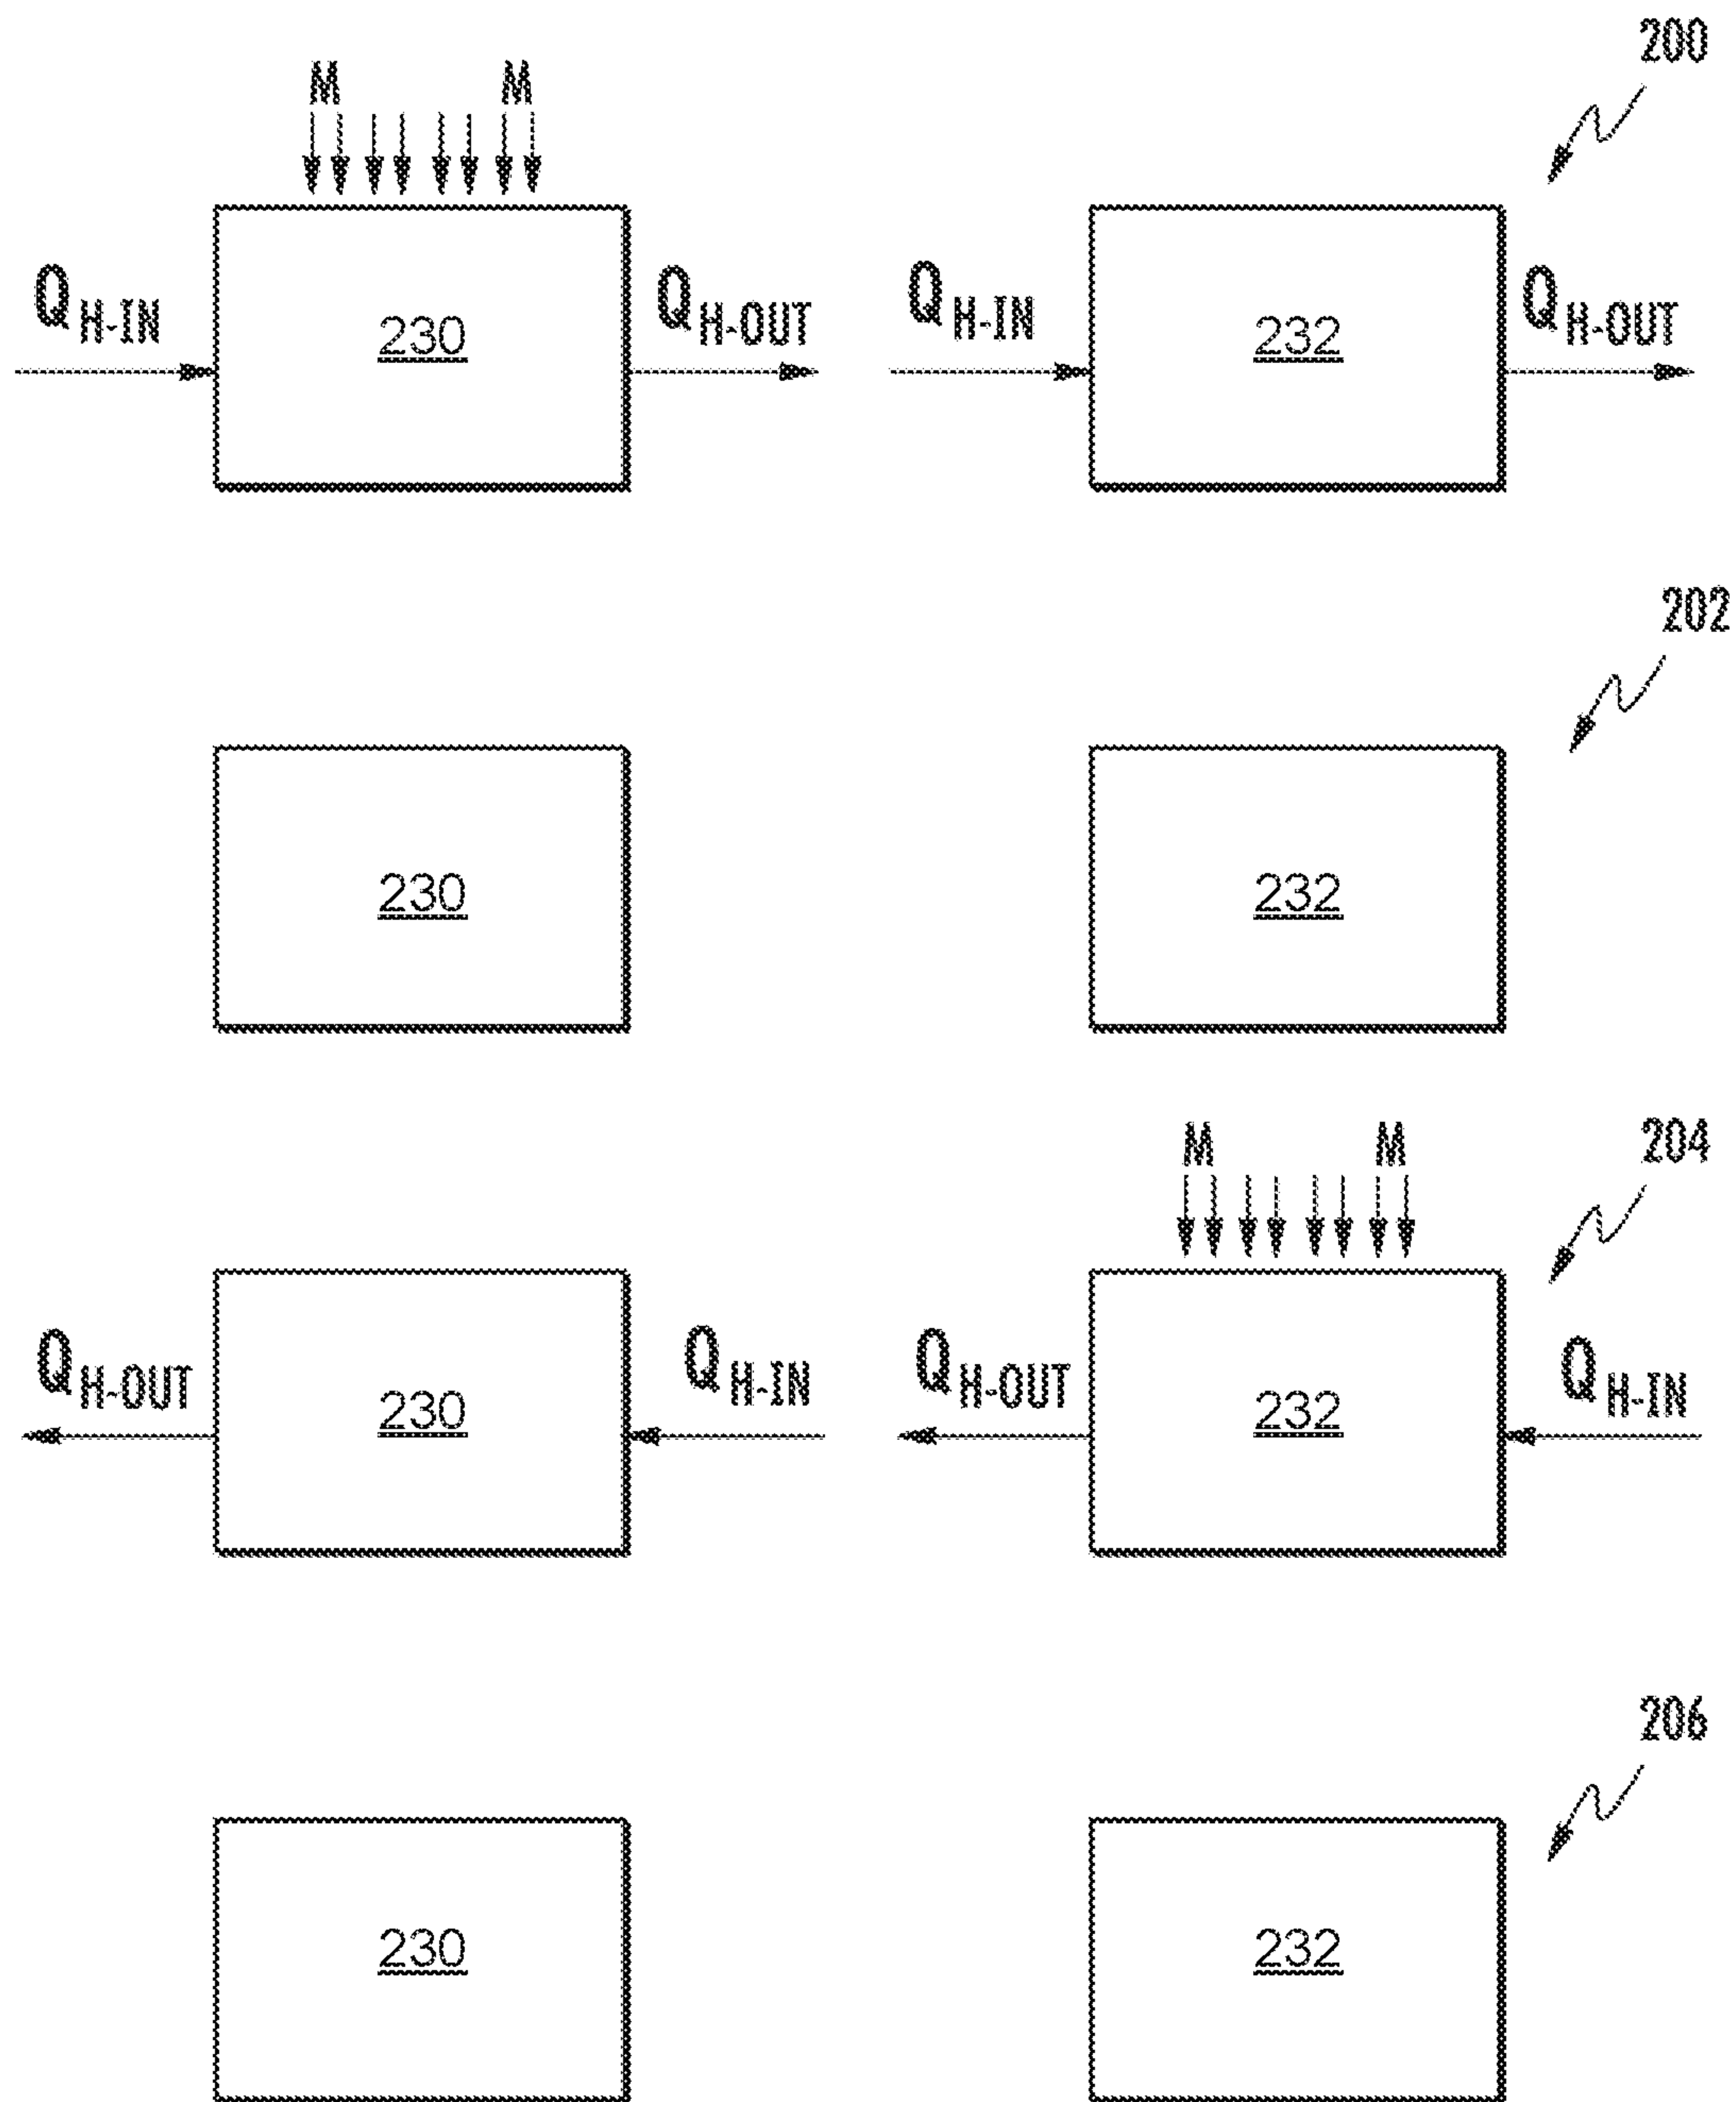 200
M M
Q H-IN 230 Q H-OUT Q H-IN 232 Q H-OUT
202
230 232
M M 204
Q H-OUT 230 Q H-IN Q H-OUT 232 Q H-IN
206
230 232